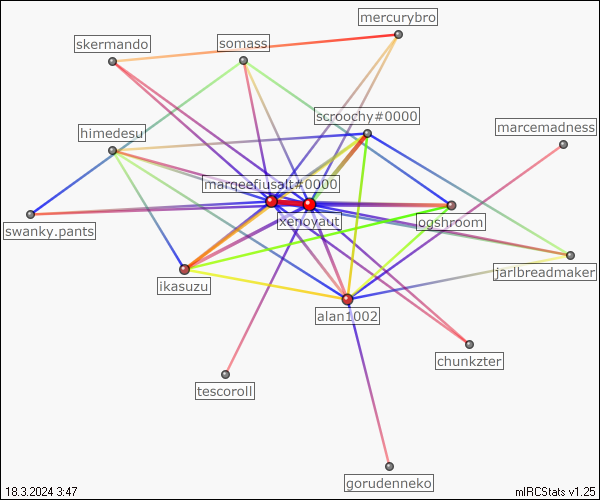 mercurybro
skermando
somass
scroochy#0000
marcemadness
himedesu
marqeefiusalt#0000
xenoyaut
ogshroom
swanky.pants
jarlbreadmaker
ikasuzu
alan1002
chunkzter
tescoroll
gorudenneko
18.3.2024 3:47
mIRCStats v1.25